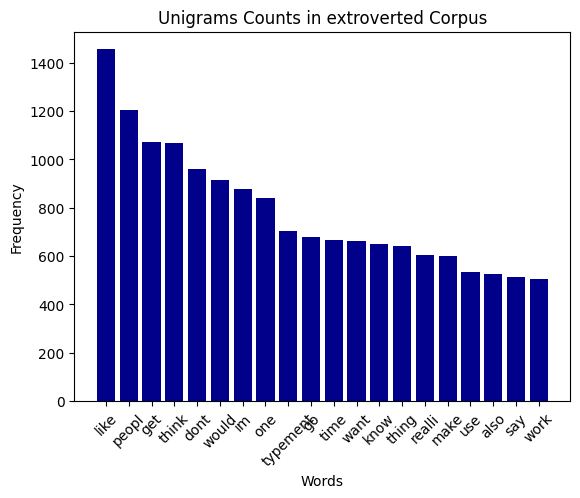 Unigrams Counts in extroverted Corpus
Frequency
1400
1200
1000
800
600
400
200
0
like
peopl
get
think
dont
would
im
one
typement
go
time
want
know
thing
realli
make
use
also
say
work
Words